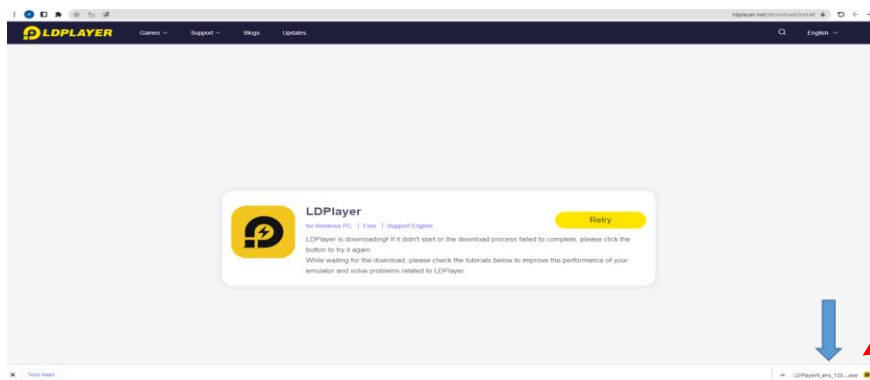 LDPLAYER Games Support Blogs Updates English
LDPlayer
for Windows PC | Free | Support English
Retry
LDPlayer is downloading! If it didn't start or the download process failed to complete, please click the
button to try it again.
While waiting for the download, please check the tutorials below to improve the performance of your
emulator and solve problems related to LDPlayer.